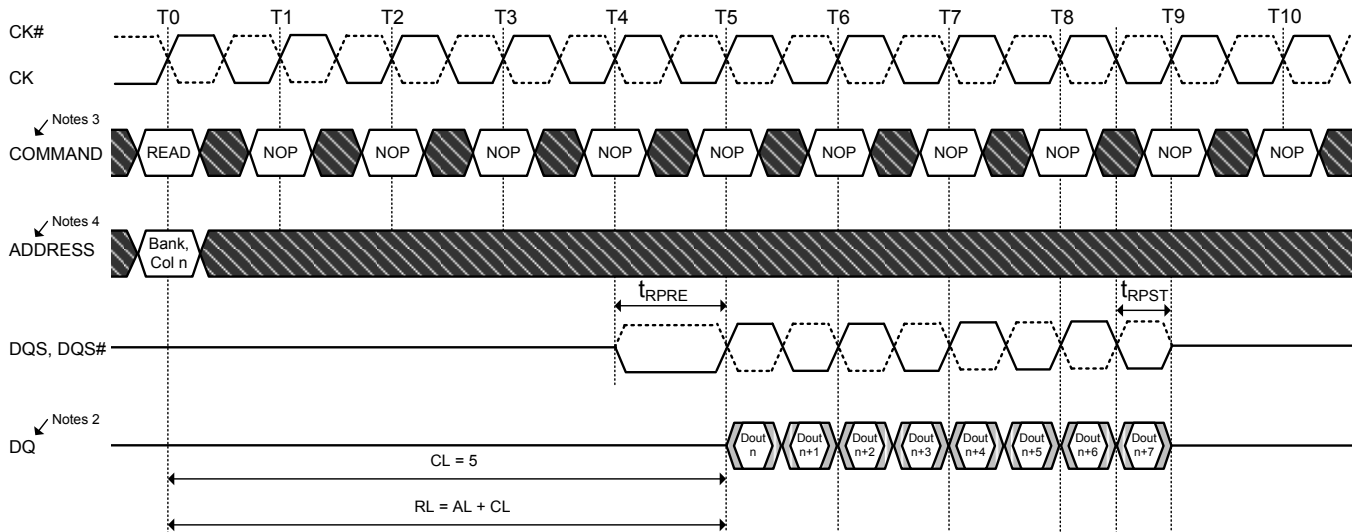 T0 T1 T2 T3 T4 T5 T6 T7 T8 T9 T10
CK#
CK
Notes 3
COMMAND READ NOP NOP NOP NOP NOP NOP NOP NOP NOP NOP
Notes 4
ADDRESS
Bank,
Col n
tRPRE tRPST
DQS, DQS#
Notes 2
DQ
Dout
n
Dout
n+1
Dout
n+2
Dout
n+3
Dout
n+4
Dout
n+5
Dout
n+6
Dout
n+7
CL = 5
RL = AL + CL